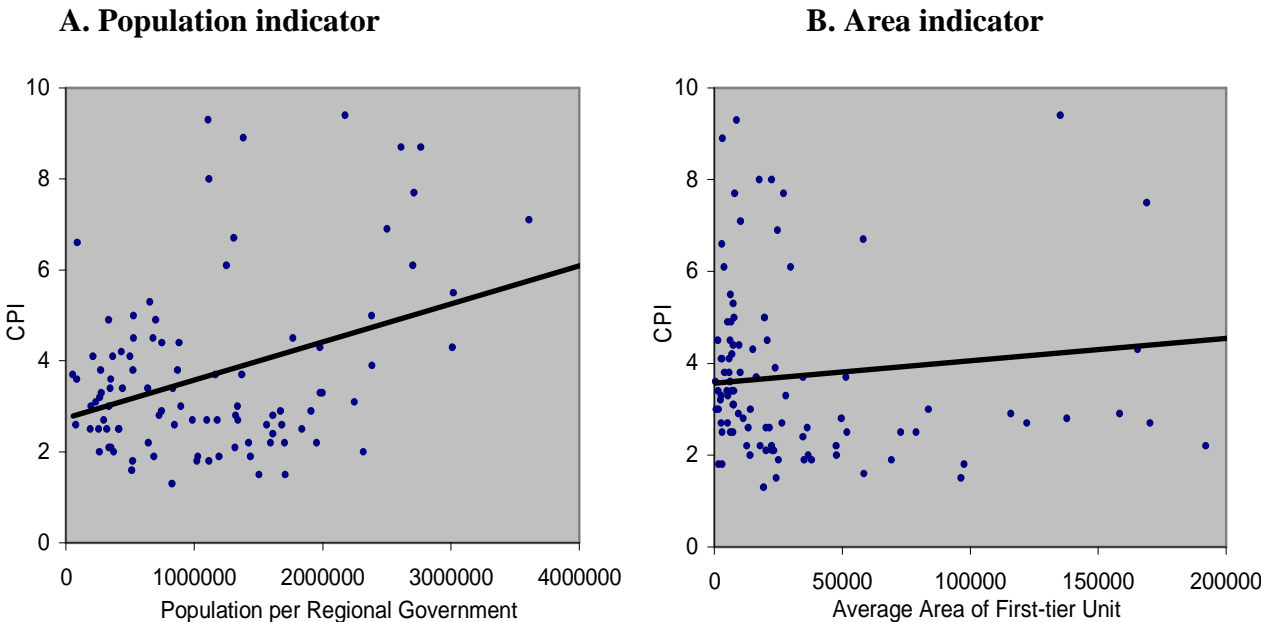 A. Population indicator
10
8
6
4
2
0
CPI
0 1000000 2000000 3000000 4000000
Population per Regional Government
B. Area indicator
10
8
6
4
2
0
CPI
0 50000 100000 150000 200000
Average Area of First-tier Unit